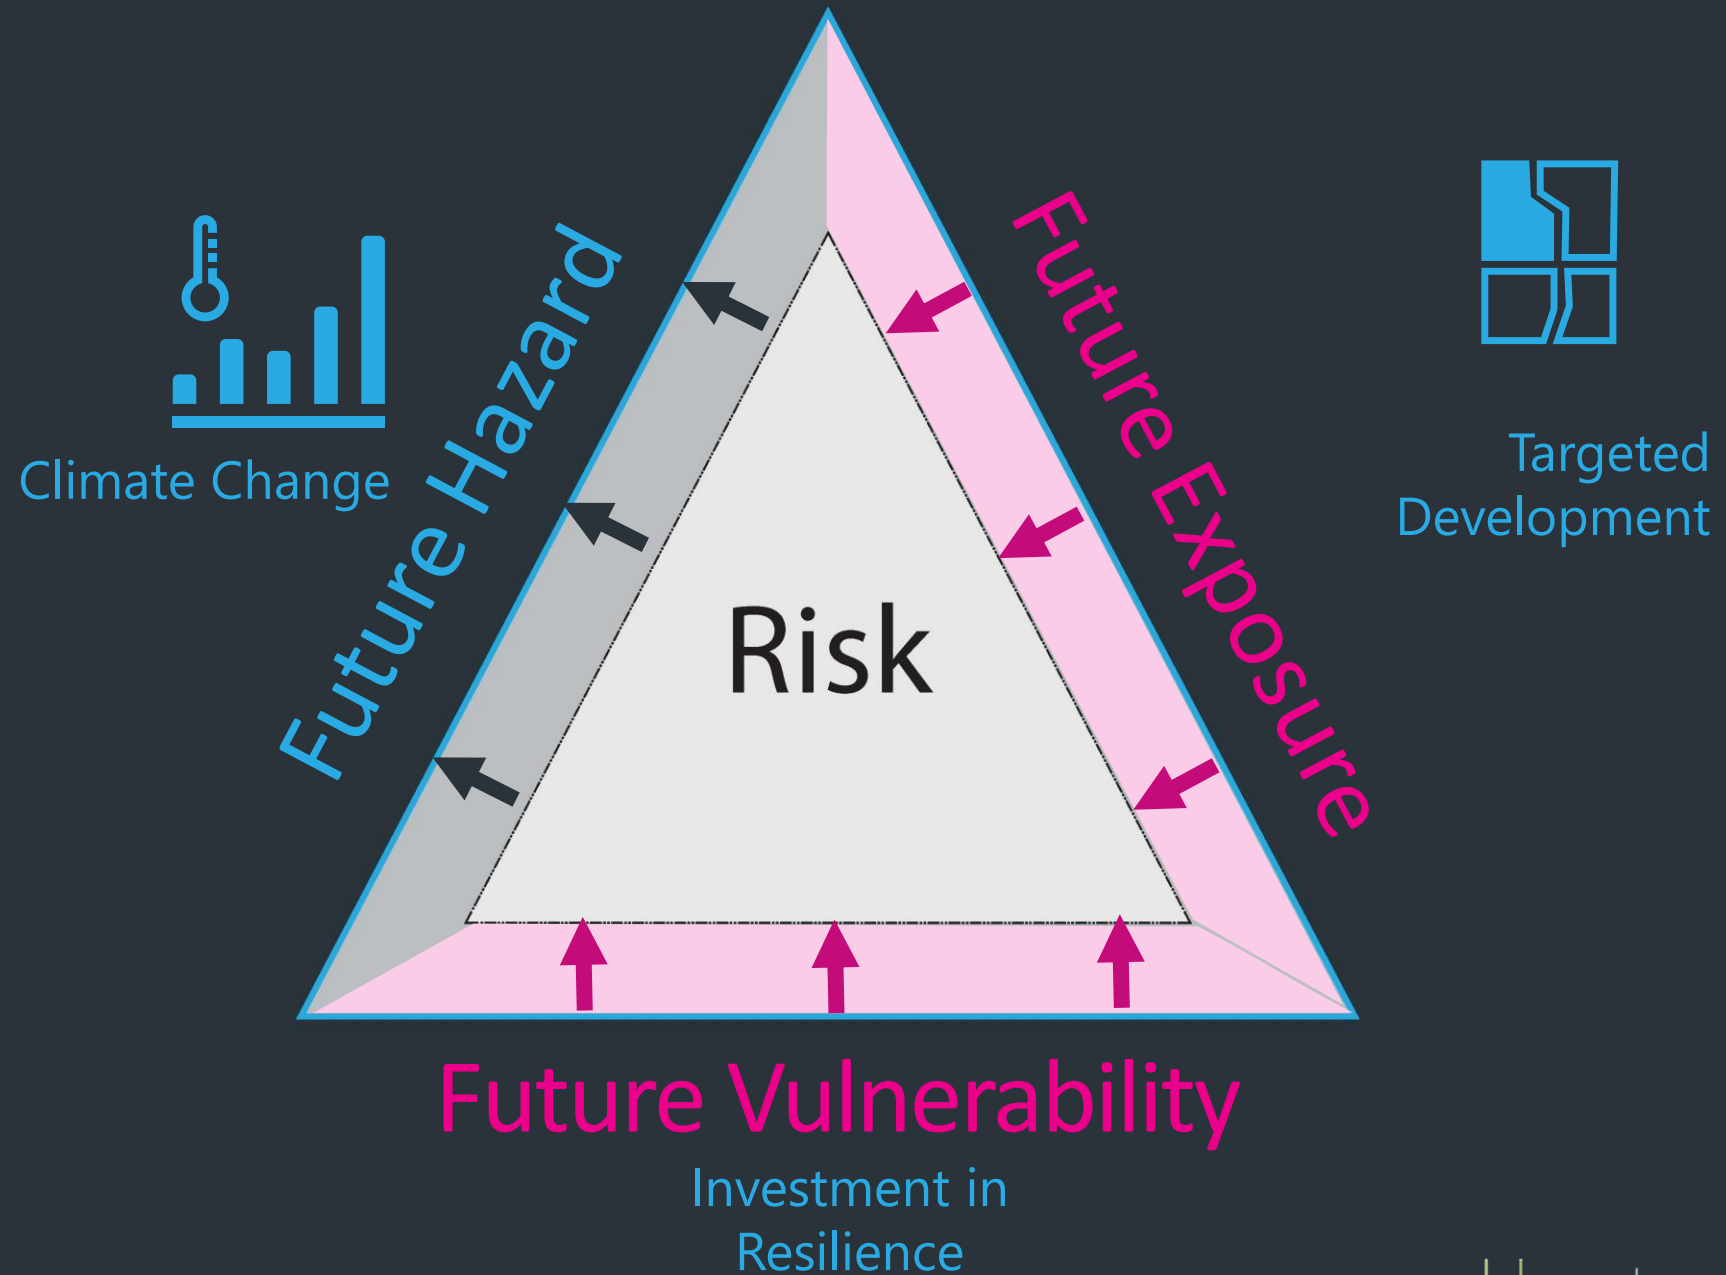 Future Hazard
Future Exposure
Climate Change
Targeted
Development
Risk
Future Vulnerability
Investment in
Resilience